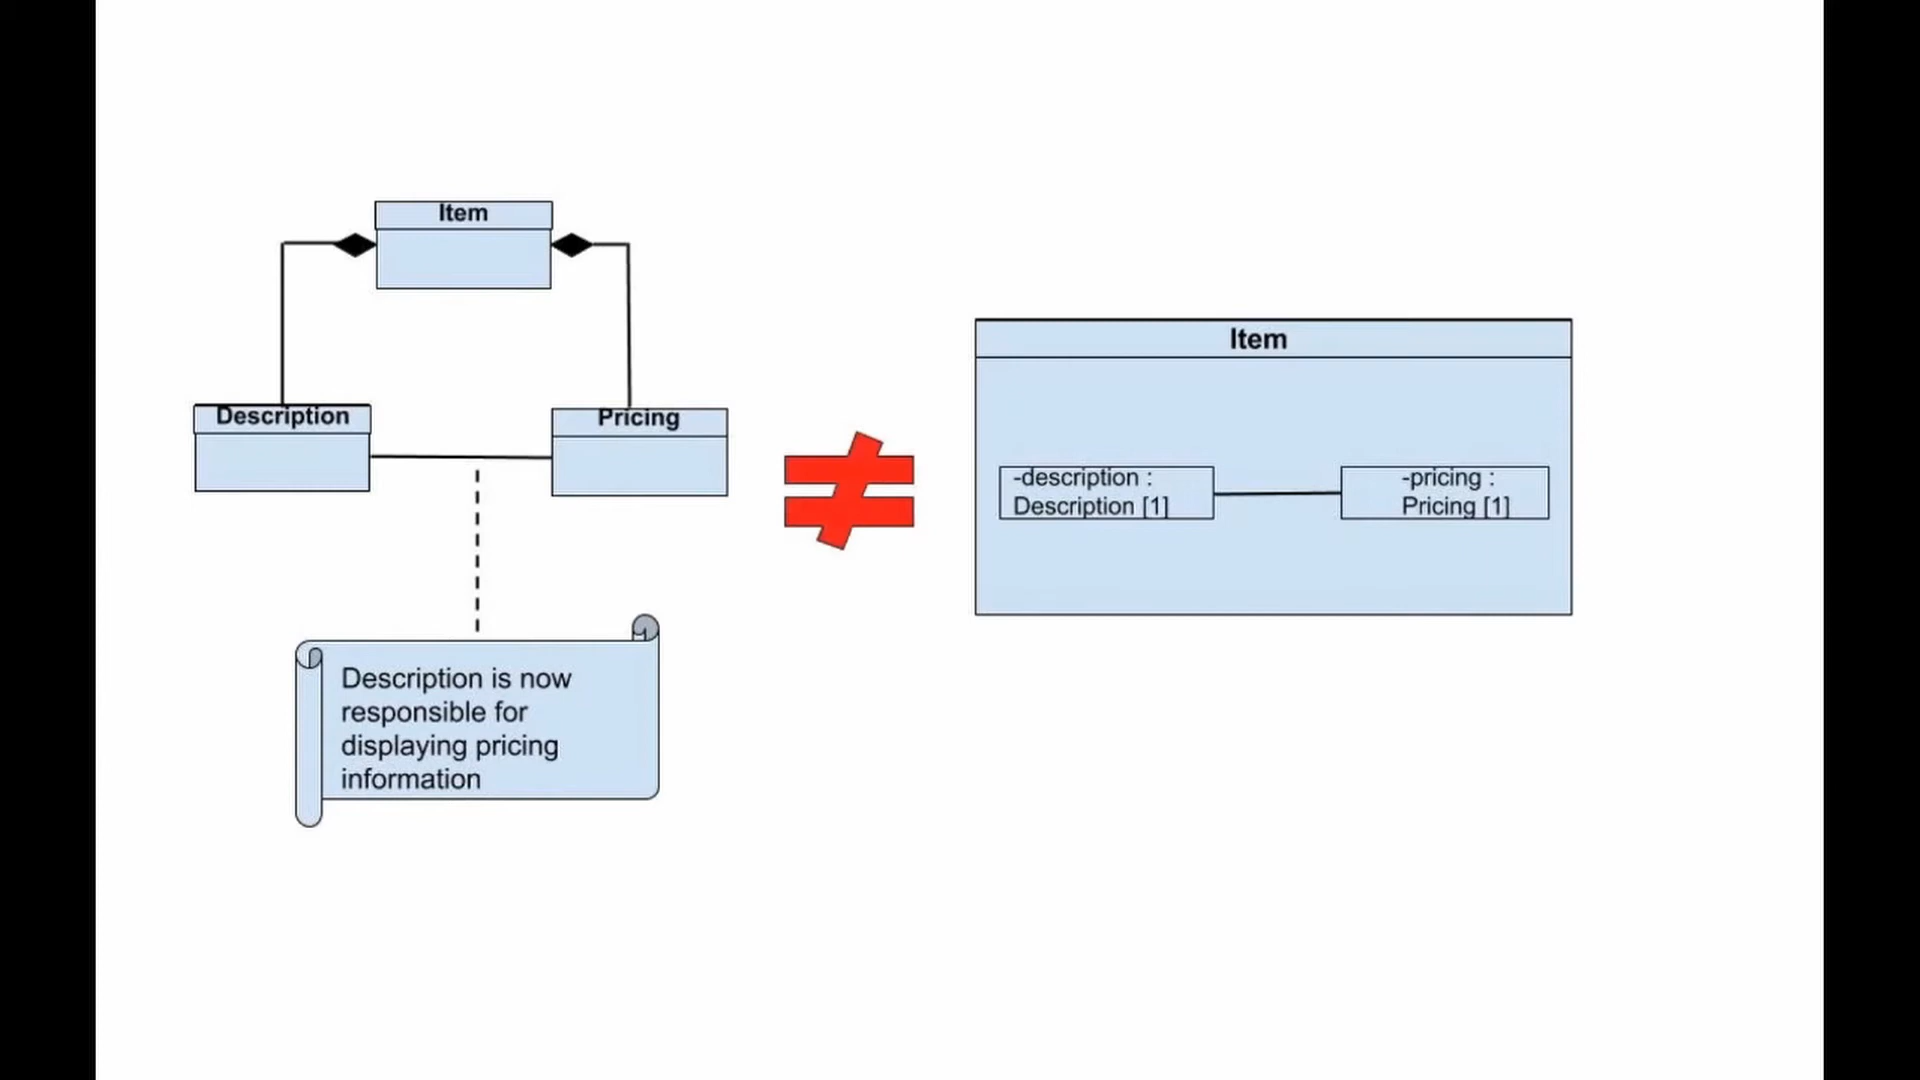 Item
Description
Pricing
Description is now
responsible for
displaying pricing
information
Item
-description :
Description [1]
-pricing :
Pricing [1]